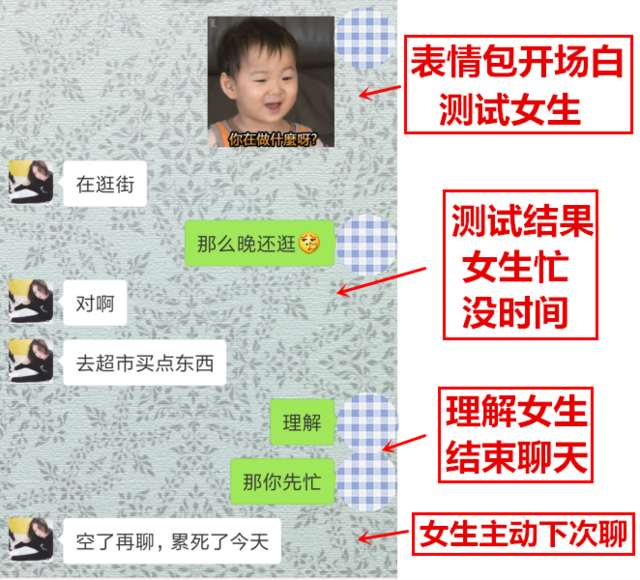 你在做什麼呀?
表情包开场白
测试女生
在逛街
那么晚还逛
测试结果
女生忙
没时间
对啊
去超市买点东西
理解
那你先忙
理解女生
结束聊天
空了再聊，累死了今天
女生主动下次聊